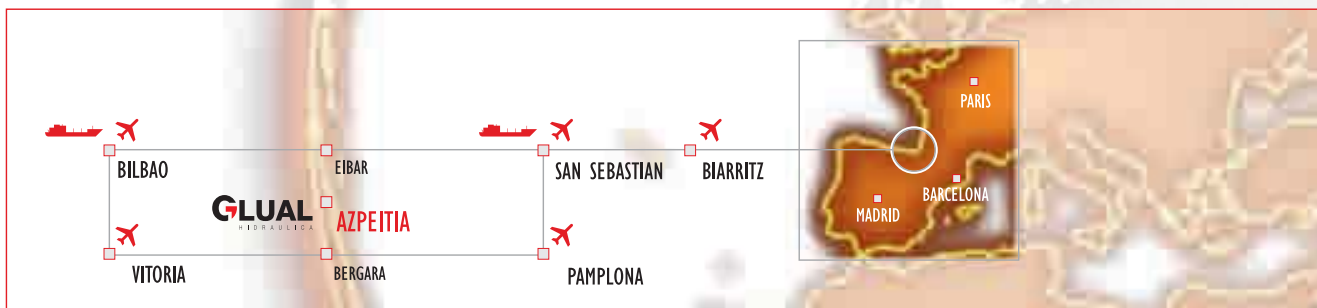 PARIS
BILBAO
EIBAR
SAN SEBASTIAN
BIARRITZ
BARCELONA
MADRID
GLUAL
HIDRAULICA
AZPEITIA
VITORIA
BERGARA
PAMPLONA